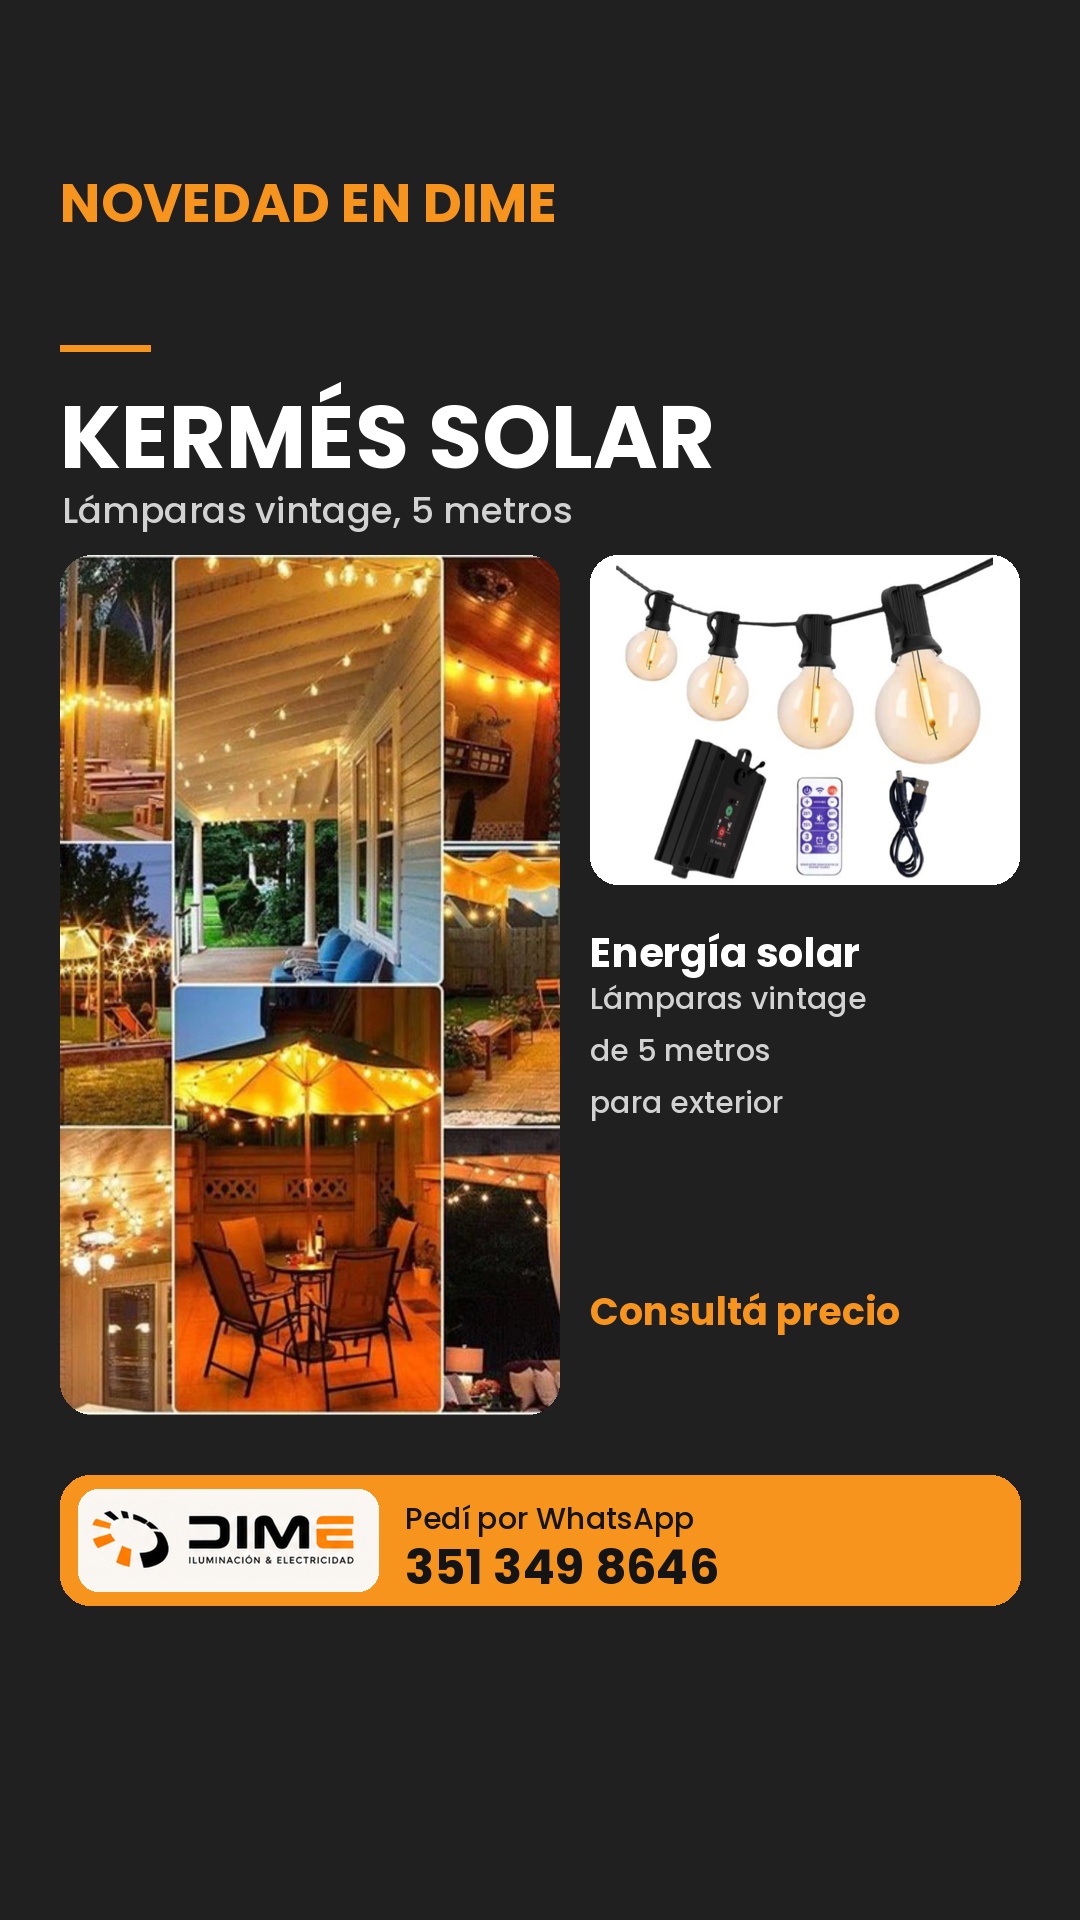 NOVEDAD EN DIME
KERMÉS SOLAR
Lámparas vintage, 5 metros
Energía solar
Lámparas vintage
de 5 metros
para exterior
Consultá precio
DIME
ILUMINACIÓN & ELECTRICIDAD
Pedí por WhatsApp
351 349 8646